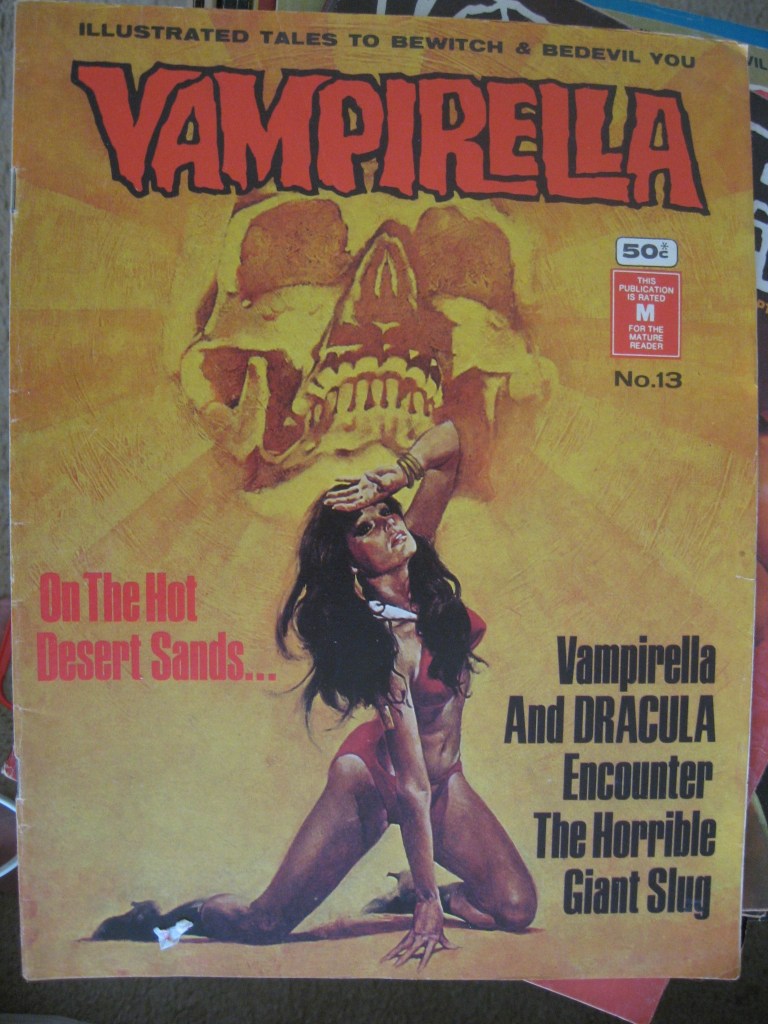 ILLUSTRATED TALES TO BEWITCH & BEDEVIL YOU
VAMPIRELLA
50*c
THIS
PUBLICATION
IS RATED
M
FOR THE
MATURE
READER
No.13
On The Hot
Desert Sands...
Vampirella
And DRACULA
Encounter
The Horrible
Giant Slug